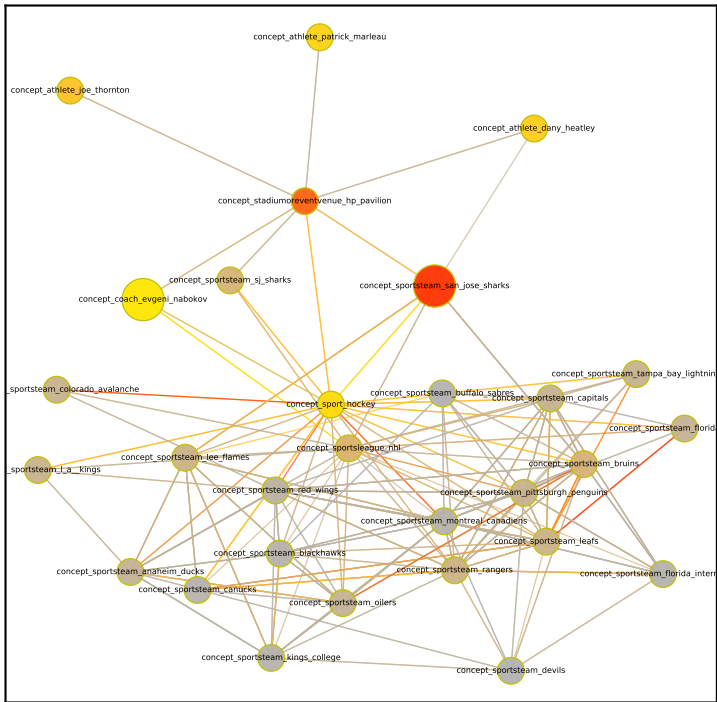 concept_athlete_patrick_marleau
concept_athlete_joe_thornton
concept_athlete_dany_heatley
concept_stadiumoreventvenue_hp_pavilion
concept_sportsteam_sj_sharks
concept_sportsteam_san_jose_sharks
concept_coach_evgeni_nabokov
concept_sportsteam_tampa_bay_lightnin
_sportsteam_colorado_avalanche
concept_sportsteam_buffalo_sabres
concept_sportsteam_capitals
concept_sport_hockey
concept_sportsteam_florid
concept_sportsleague_nhl
concept_sportsteam_lee_flames
concept_sportsteam_bruins
_sportsteam_l_a__kings
concept_sportsteam_red_wings
concept_sportsteam_pittsburgh_penguins
concept_sportsteam_montreal_canadiens
concept_sportsteam_leafs
concept_sportsteam_blackhawks
concept_sportsteam_anaheim_ducks
concept_sportsteam_rangers
concept_sportsteam_florida_inter
concept_sportsteam_canucks
concept_sportsteam_oilers
concept_sportsteam_kings_college
concept_sportsteam_devils